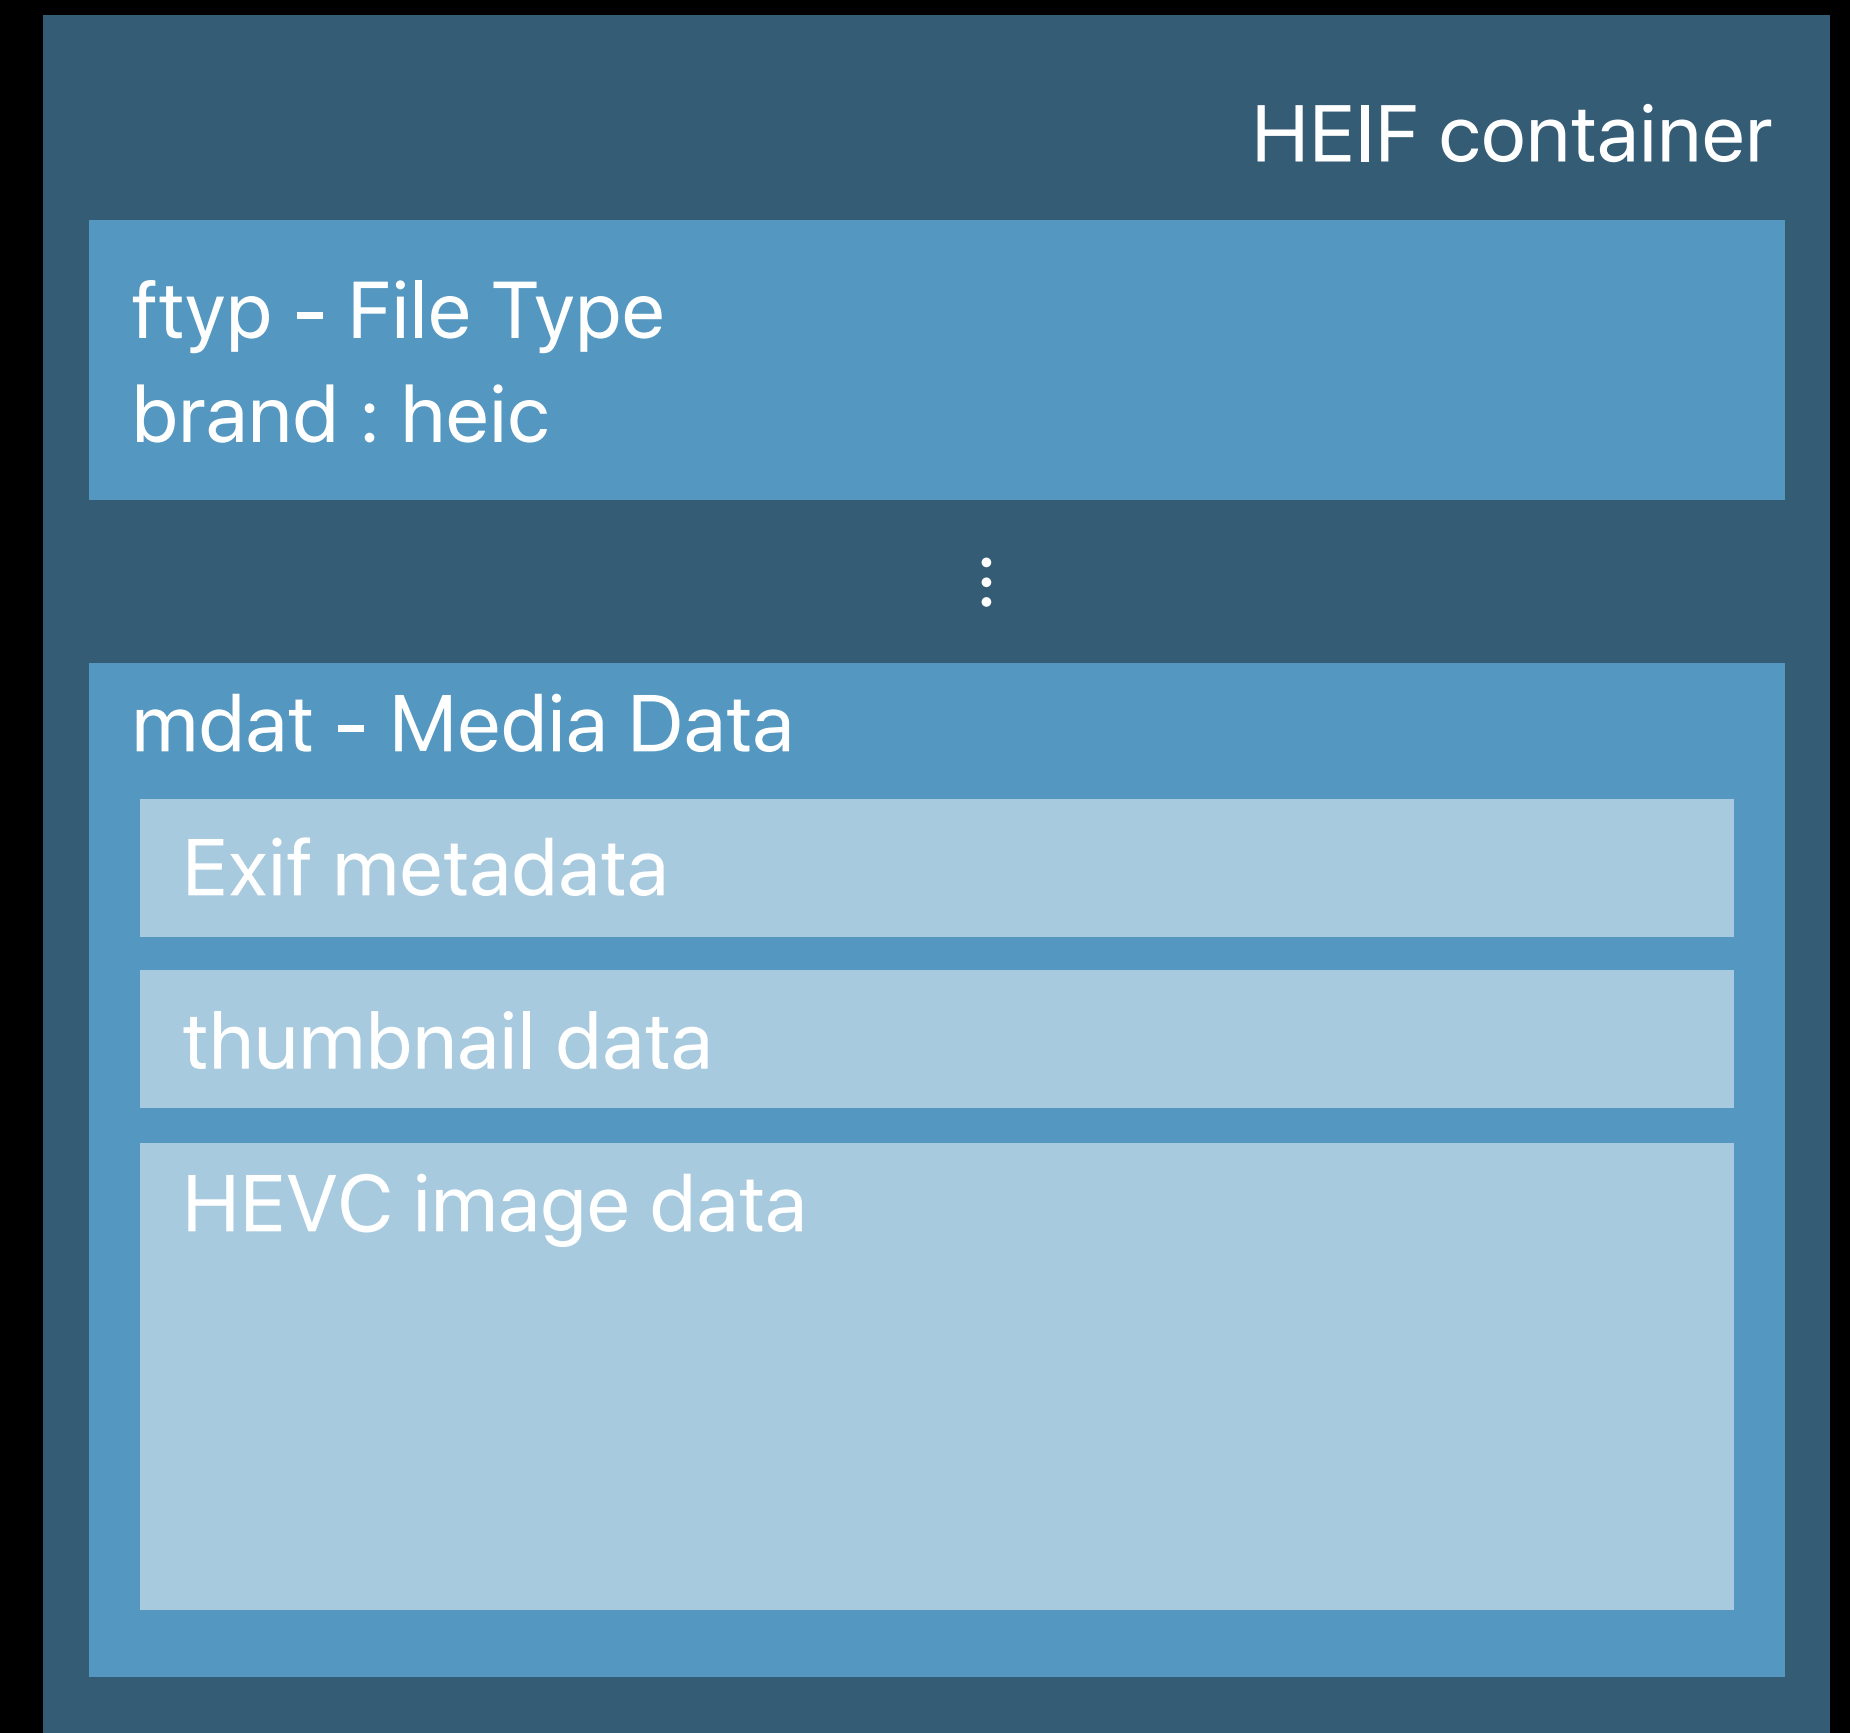 HEIF container
ftyp - File Type
brand : heic
⋮
mdat - Media Data
Exif metadata
thumbnail data
HEVC image data